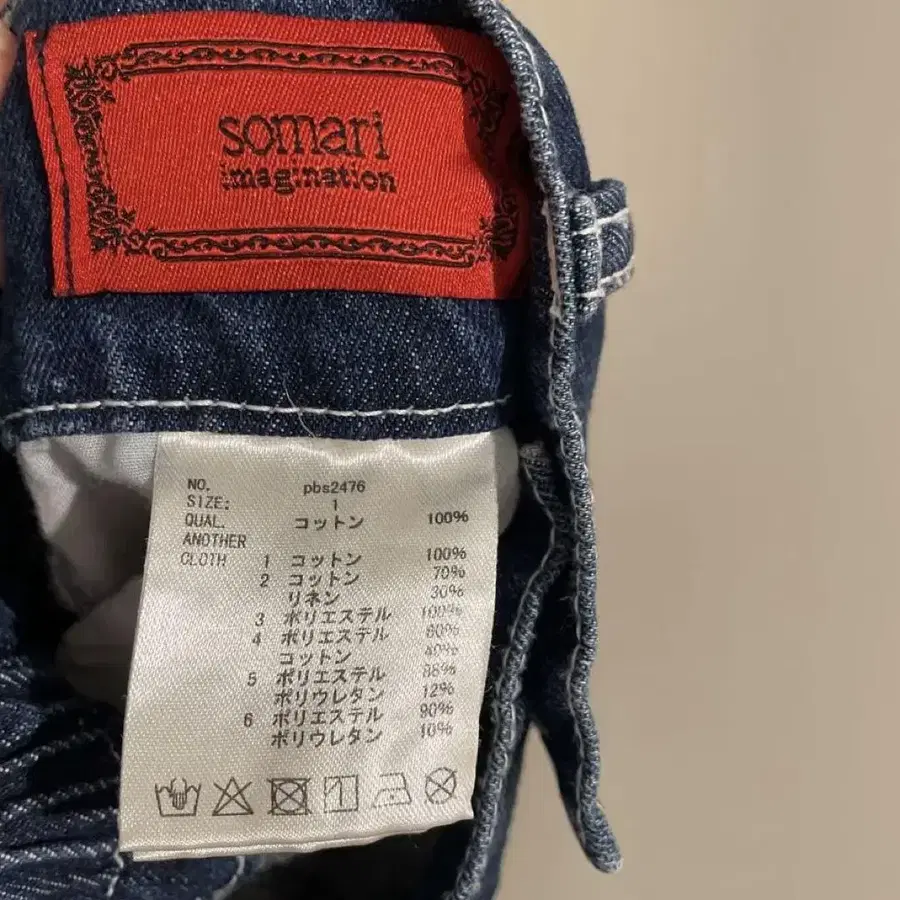 somari
imagination
NO. pbs2476
SIZE: 1
QUAL. コットン 100%
ANOTHER
CLOTH 1 コットン 100%
2 コットン 70%
リネン 30%
3 ポリエステル 100%
4 ポリエステル 60%
コットン 40%
5 ポリエステル 88%
ポリウレタン 12%
6 ポリエステル 90%
ポリウレタン 10%